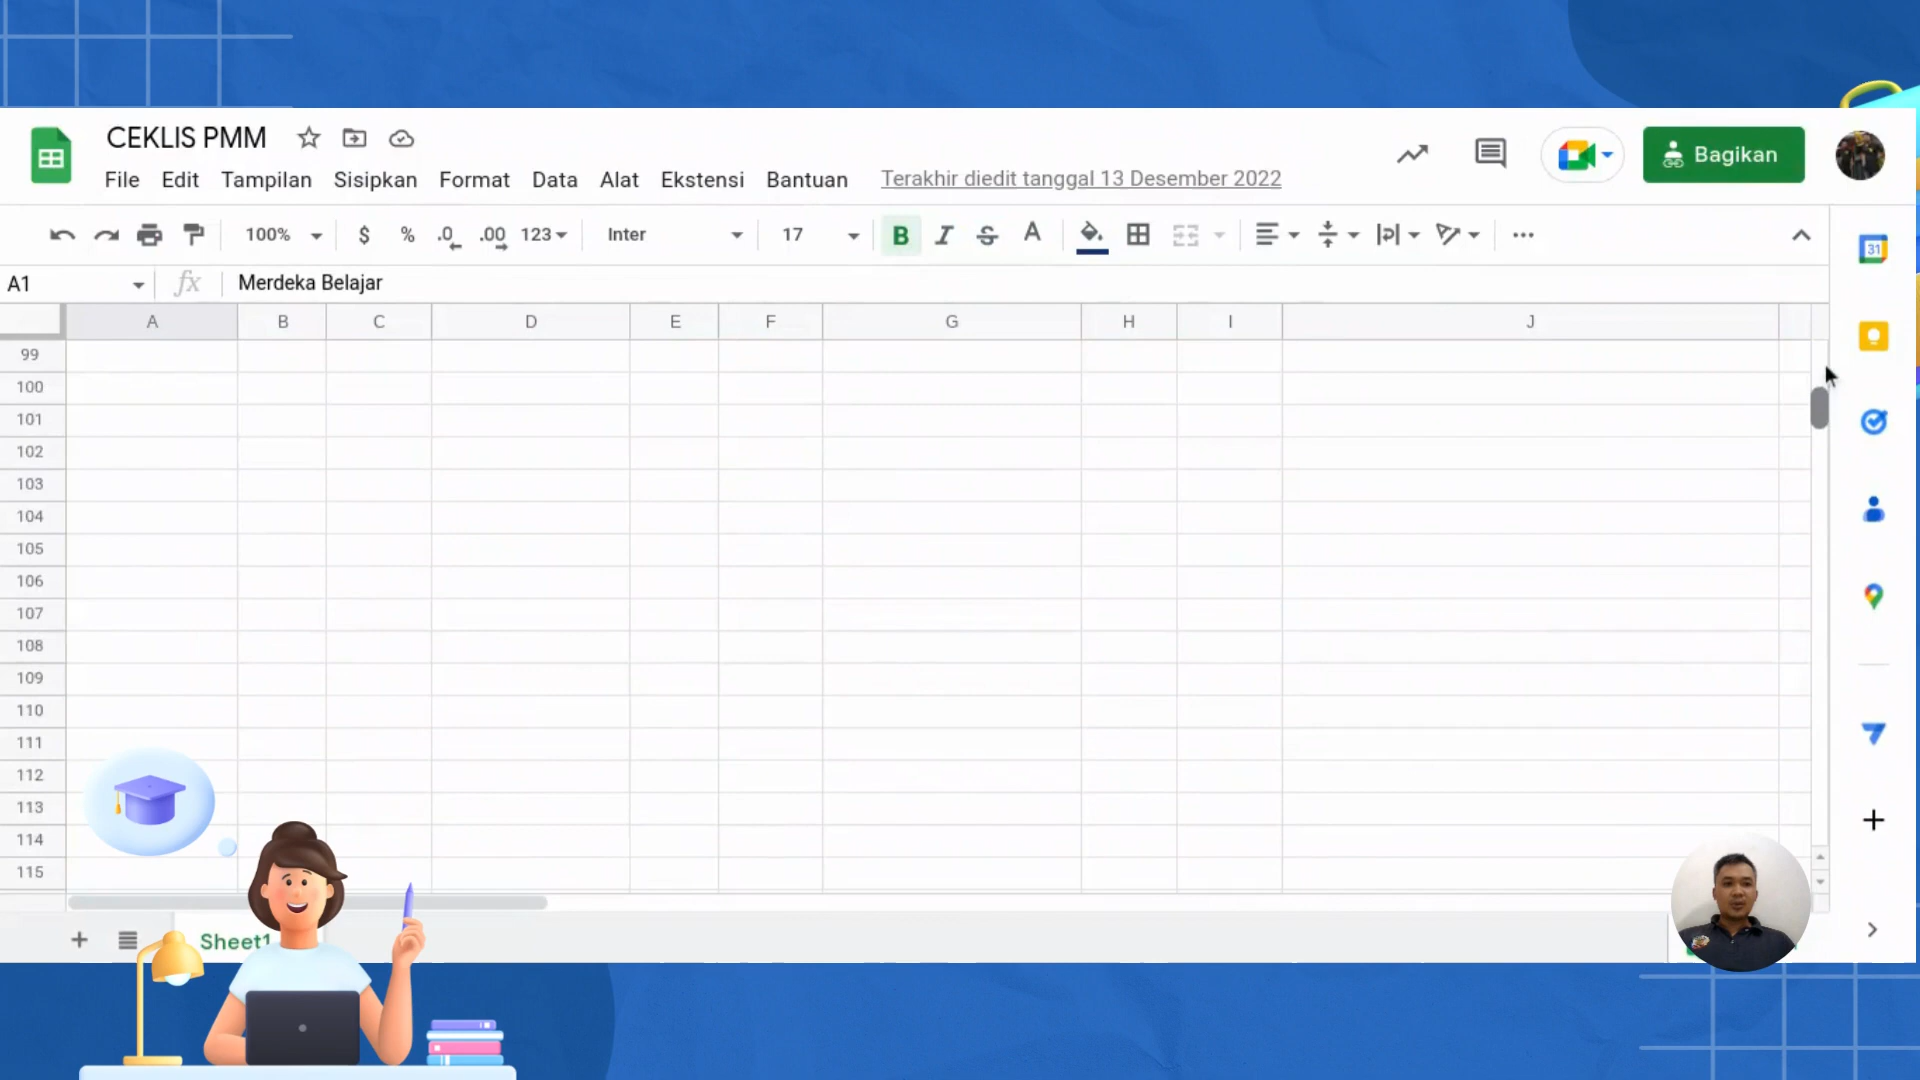 CEKLIS PMM
File Edit Tampilan Sisipkan Format Data Alat Ekstensi Bantuan Terakhir diedit tanggal 13 Desember 2022
Bagikan
100% $ % .0 .00 123 Inter 17 B I S A
31
A1 fx Merdeka Belajar
A B C D E F G H I J
99
100
101
102
103
104
105
106
107
108
109
110
111
112
113
114
115
Sheet1